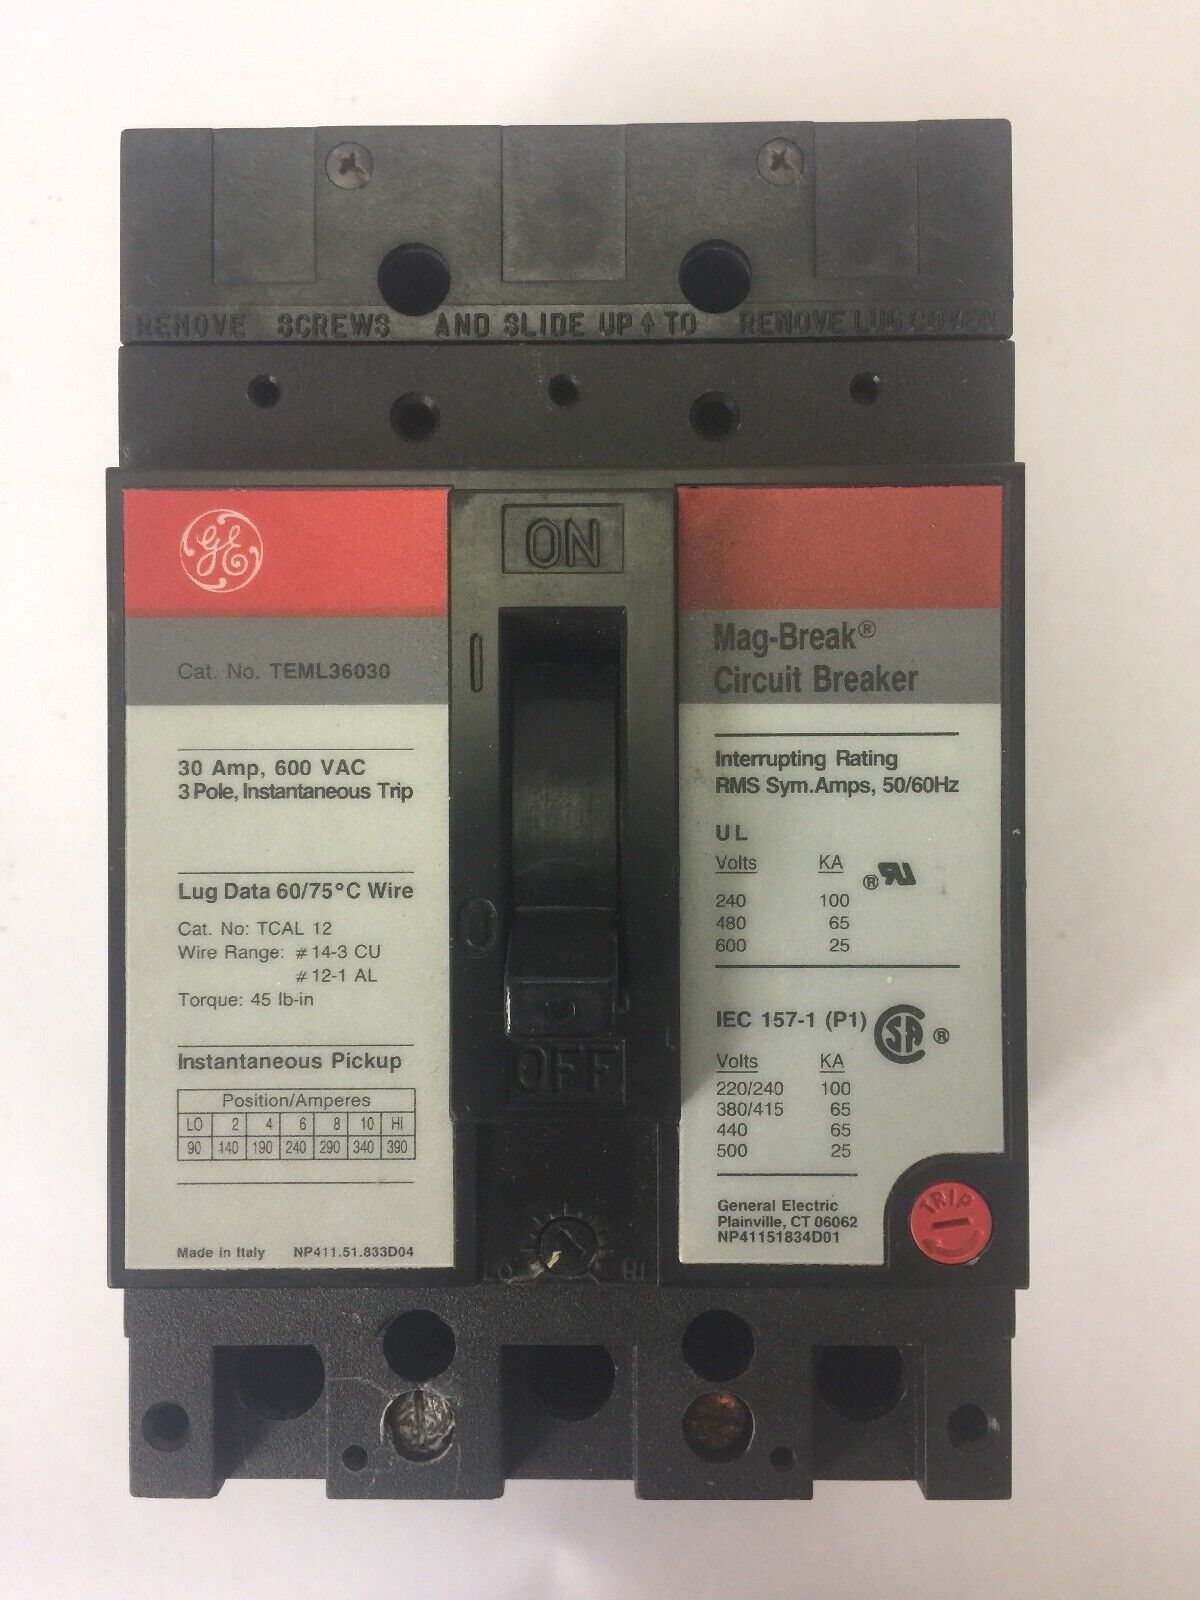 REMOVE SCREWS AND SLIDE UP ↑ TO REMOVE LUG COVER
GE
Cat. No. TEML36030
30 Amp, 600 VAC
3 Pole, Instantaneous Trip
Lug Data 60/75°C Wire
Cat. No: TCAL 12
Wire Range: #14-3 CU
#12-1 AL
Torque: 45 lb-in
Instantaneous Pickup
Position/Amperes
LO 2 4 6 8 10 HI
90 140 190 240 290 340 390
Made in Italy NP411.51.833D04
ON
I
O
OFF
LO HI
Mag-Break®
Circuit Breaker
Interrupting Rating
RMS Sym.Amps, 50/60Hz
UL
Volts KA
240 100
480 65
600 25
®
IEC 157-1 (P1) SA ®
Volts KA
220/240 100
380/415 65
440 65
500 25
General Electric
Plainville, CT 06062
NP41151834D01
TRIP